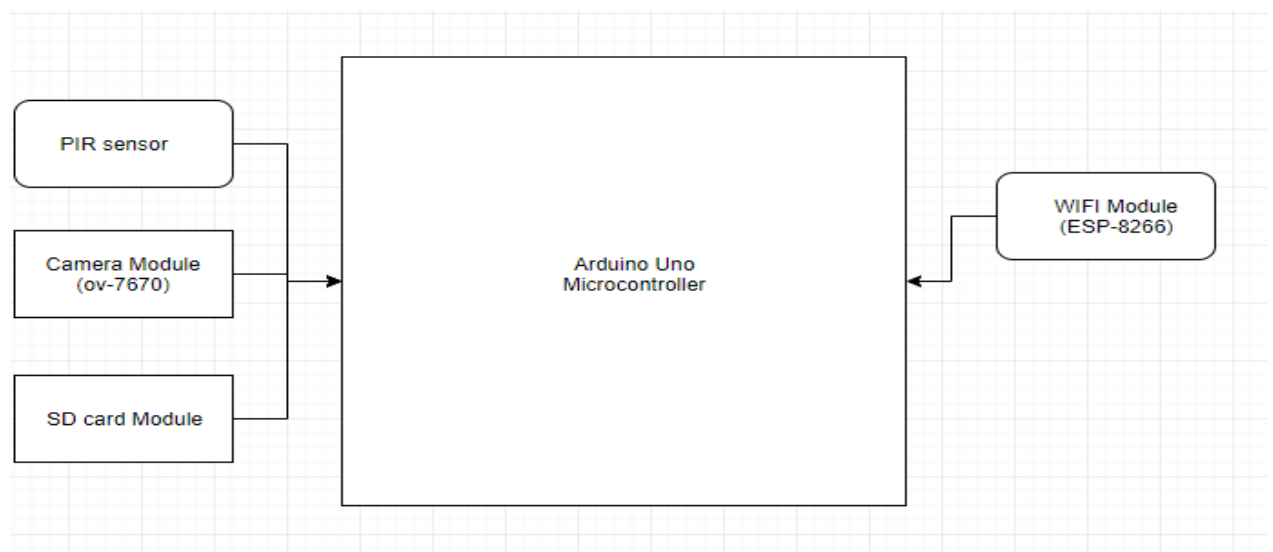 PIR sensor
Camera Module
(ov-7670)
SD card Module
Arduino Uno
Microcontroller
WIFI Module
(ESP-8266)